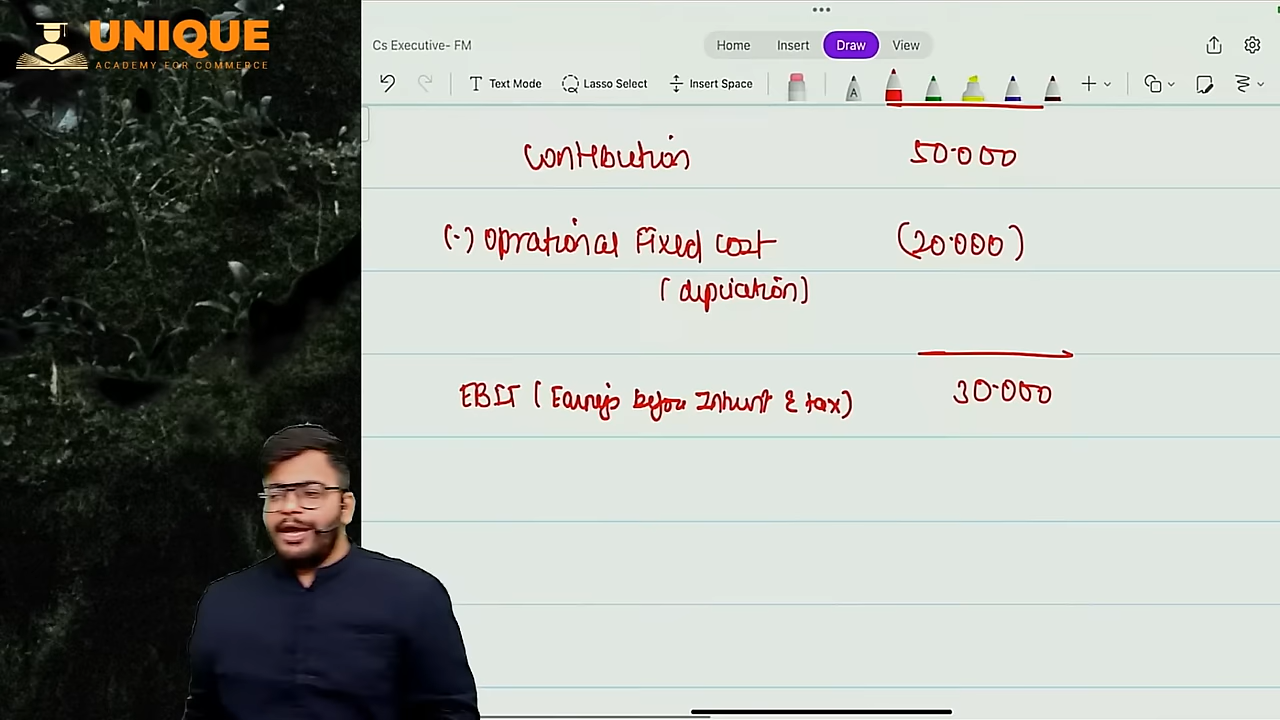 UNIQUE
ACADEMY FOR COMMERCE
Cs Executive- FM
Home Insert Draw View
Text Mode Lasso Select Insert Space
A
Contribution 50.000
(-) Oprational Fixed cost (20.000)
( depriation)
EBIT ( Earnings before Interest & tax) 30.000